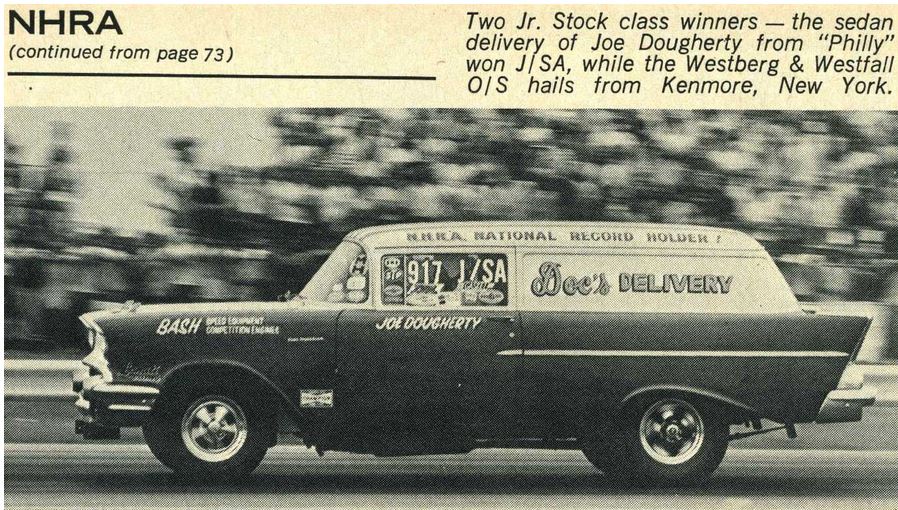 NHRA
(continued from page 73)
Two Jr. Stock class winners — the sedan
delivery of Joe Dougherty from “Philly”
won J/SA, while the Westberg & Westfall
O/S hails from Kenmore, New York.
N.H.R.A. NATIONAL RECORD HOLDER !
917 J/SA
Doc's DELIVERY
BASH SPEED EQUIPMENT
COMPETITION ENGINES
JOE DOUGHERTY
CHAMPION